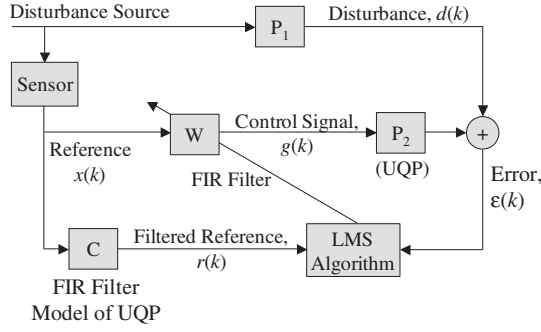 Disturbance Source
P₁
Disturbance, d(k)
Sensor
W
Control Signal,
g(k)
P₂
+
Reference
x(k)
(UQP)
FIR Filter
Error,
ε(k)
C
Filtered Reference,
r(k)
LMS
Algorithm
FIR Filter
Model of UQP